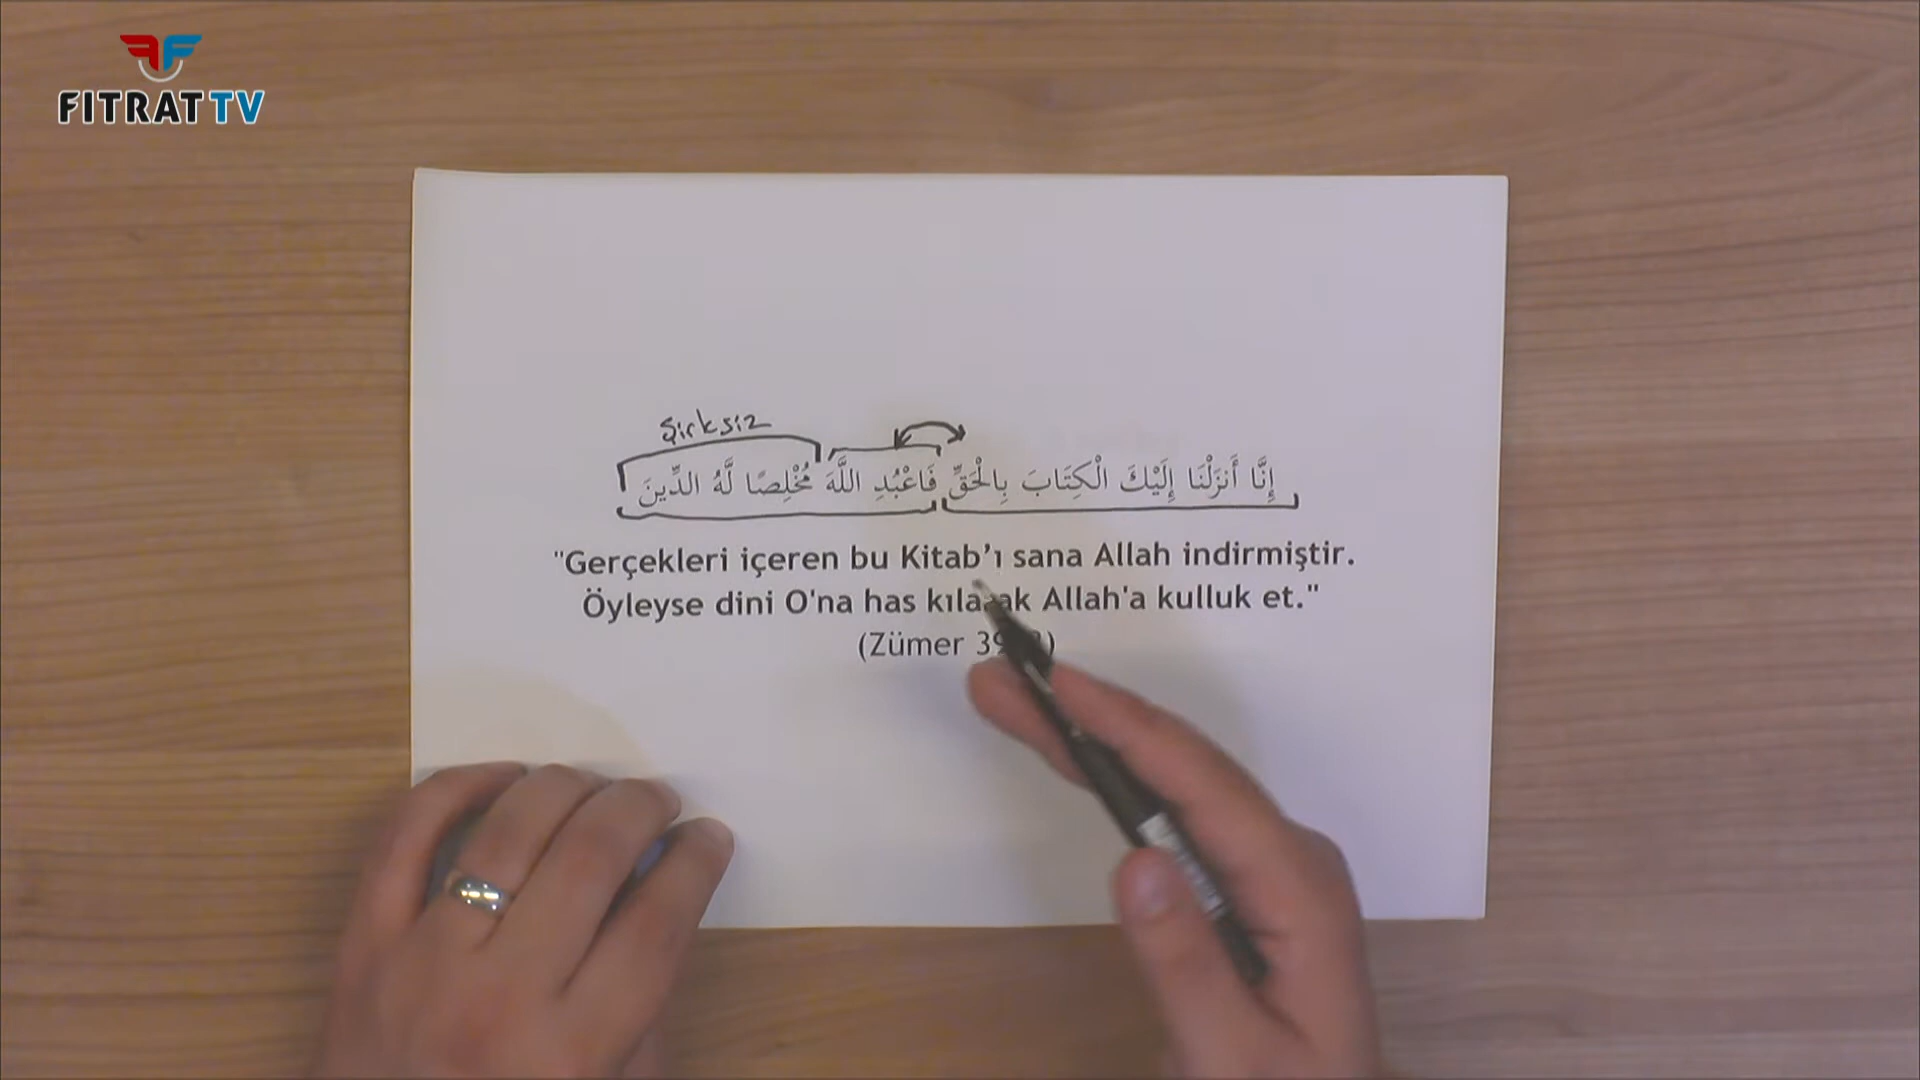 FITRAT TV
şirksiz
إِنَّا أَنزَلْنَا إِلَيْكَ الْكِتَابَ بِالْحَقِّ فَاعْبُدِ اللَّهَ مُخْلِصًا لَّهُ الدِّينَ
"Gerçekleri içeren bu Kitab’ı sana Allah indirmiştir.
Öyleyse dini O'na has kılarak Allah'a kulluk et."
(Zümer